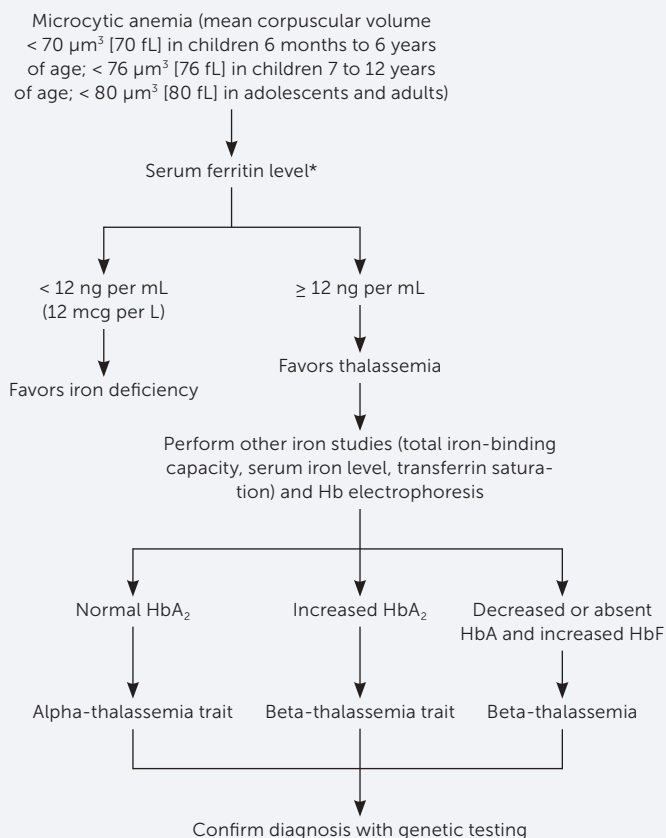 Microcytic anemia (mean corpuscular volume
< 70 μm³ [70 fL] in children 6 months to 6 years
of age; < 76 μm³ [76 fL] in children 7 to 12 years
of age; < 80 μm³ [80 fL] in adolescents and adults)
Serum ferritin level*
< 12 ng per mL
(12 mcg per L)
≥ 12 ng per mL
Favors iron deficiency
Favors thalassemia
Perform other iron studies (total iron-binding
capacity, serum iron level, transferrin satura-
tion) and Hb electrophoresis
Normal HbA₂
Increased HbA₂
Decreased or absent
HbA and increased HbF
Alpha-thalassemia trait
Beta-thalassemia trait
Beta-thalassemia
Confirm diagnosis with genetic testing